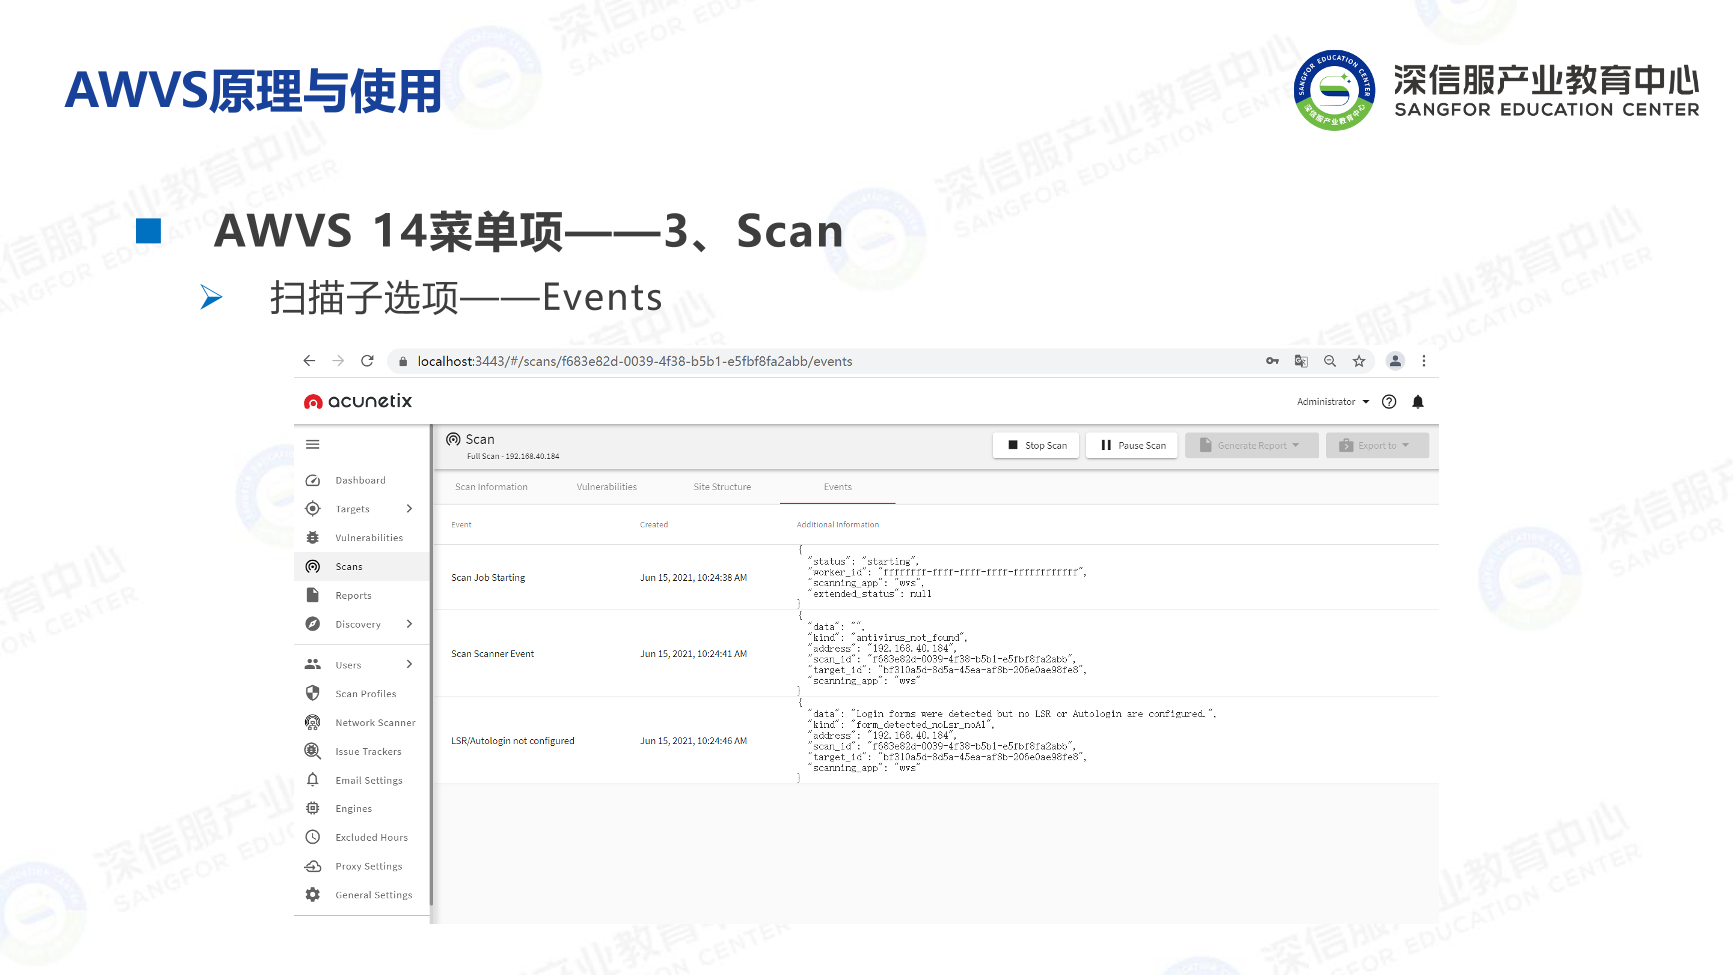 AWVS原理与使用
深信服产业教育中心
SANGFOR EDUCATION CENTER
AWVS 14菜单项——3、Scan
扫描子选项——Events
localhost:3443/#/scans/f683e82d-0039-4f38-b5b1-e5fbf8fa2abb/events
acunetix
Administrator
Scan
Full Scan - 192.168.40.184
Stop Scan
Pause Scan
Generate Report
Export to
Dashboard
Targets
Vulnerabilities
Scans
Reports
Discovery
Users
Scan Profiles
Network Scanner
Issue Trackers
Email Settings
Engines
Excluded Hours
Proxy Settings
General Settings
Scan Information
Vulnerabilities
Site Structure
Events
Event
Created
Additional Information
Scan Job Starting
Jun 15, 2021, 10:24:38 AM
{
"status": "starting",
"worker_id": "ffffffff-ffff-ffff-ffff-ffffffffffff",
"scanning_app": "wvs",
"extended_status": null
}
Scan Scanner Event
Jun 15, 2021, 10:24:41 AM
{
"data": "",
"kind": "antivirus_not_found",
"address": "192.168.40.184",
"scan_id": "f683e82d-0039-4f38-b5b1-e5fbf8fa2abb",
"target_id": "bf310a5d-8d5a-45ea-af8b-206e0ae98fe8",
"scanning_app": "wvs"
}
LSR/Autologin not configured
Jun 15, 2021, 10:24:46 AM
{
"data": "Login forms were detected but no LSR or Autologin are configured.",
"kind": "form_detected_noLsr_noAl",
"address": "192.168.40.184",
"scan_id": "f683e82d-0039-4f38-b5b1-e5fbf8fa2abb",
"target_id": "bf310a5d-8d5a-45ea-af8b-206e0ae98fe8",
"scanning_app": "wvs"
}